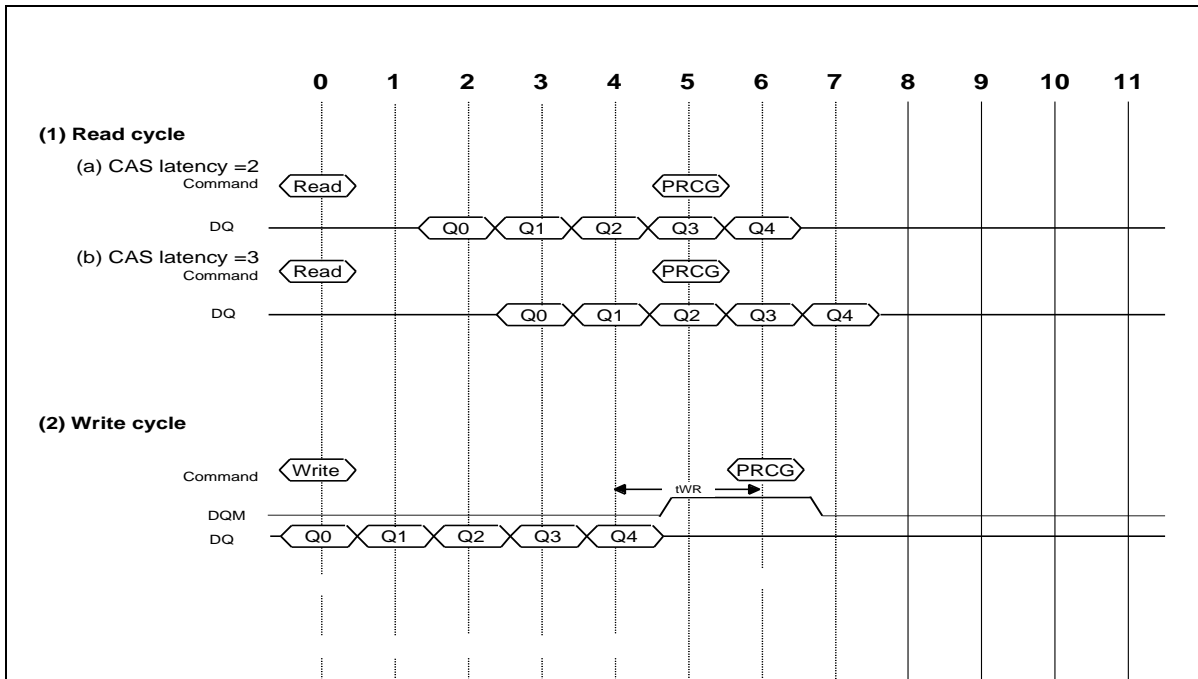 0 1 2 3 4 5 6 7 8 9 10 11
(1) Read cycle
(a) CAS latency =2
Command Read PRCG
DQ Q0 Q1 Q2 Q3 Q4
(b) CAS latency =3
Command Read PRCG
DQ Q0 Q1 Q2 Q3 Q4
(2) Write cycle
Command Write PRCG
tWR
DQM
DQ Q0 Q1 Q2 Q3 Q4